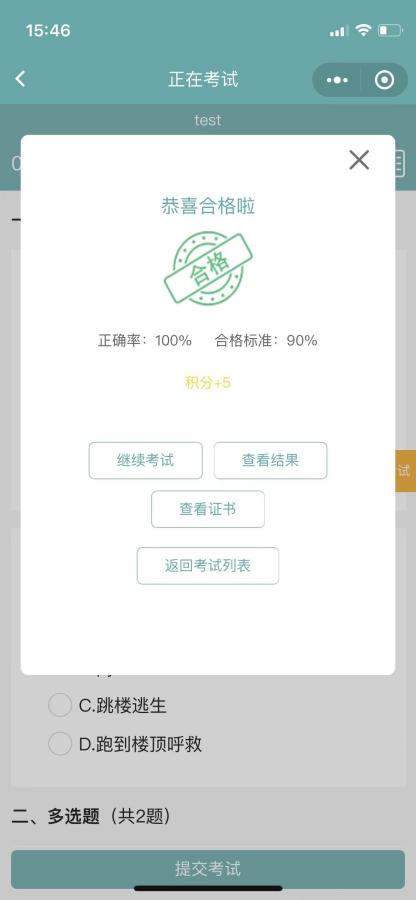 15:46
正在考试
test
恭喜合格啦
合格
正确率：100% 合格标准：90%
积分+5
继续考试 查看结果
查看证书
返回考试列表
试
C.跳楼逃生
D.跑到楼顶呼救
二、多选题（共2题）
提交考试